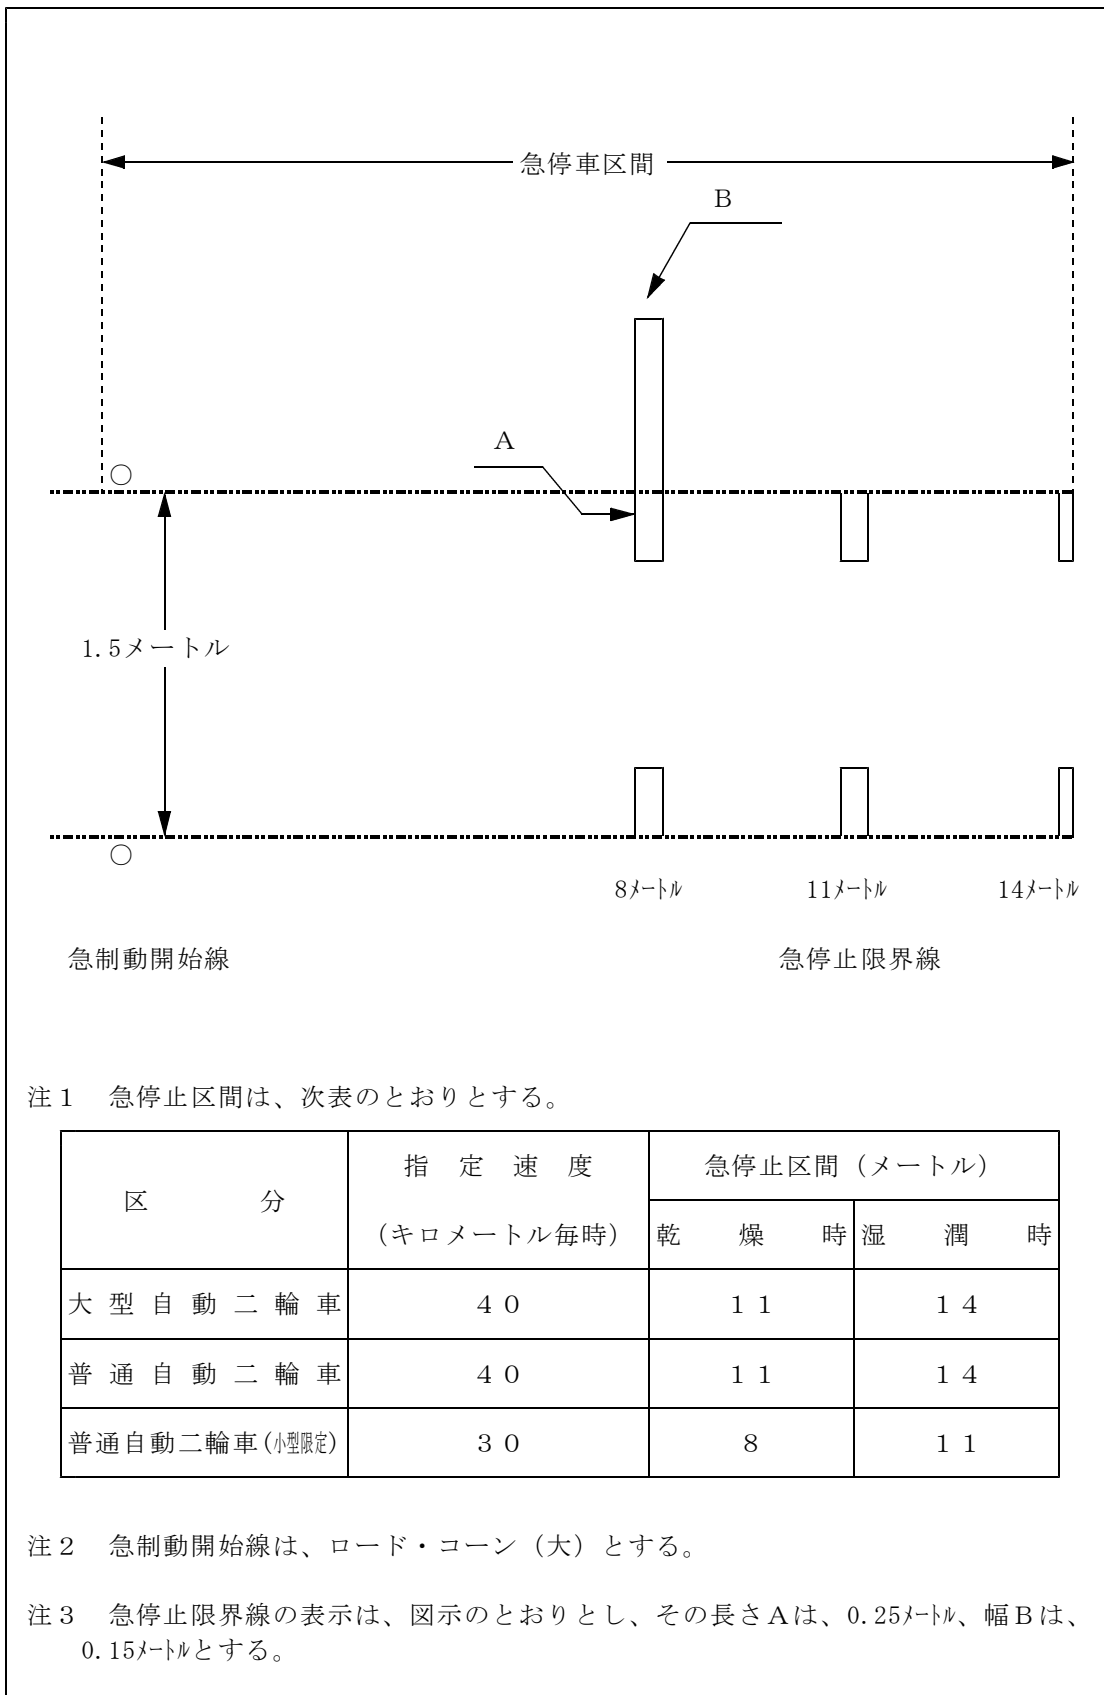 急停車区間
B
A
○
1.5メートル
○
8メートル 11メートル 14メートル
急制動開始線 急停止限界線
注1 急停止区間は、次表のとおりとする。
区 分 指定速度 (キロメートル毎時) 急停止区間(メートル)
乾燥時 湿潤時
大型自動二輪車 40 11 14
普通自動二輪車 40 11 14
普通自動二輪車(小型限定) 30 8 11
注2 急制動開始線は、ロード・コーン(大)とする。
注3 急停止限界線の表示は、図示のとおりとし、その長さAは、0.25メートル、幅Bは、
0.15メートルとする。